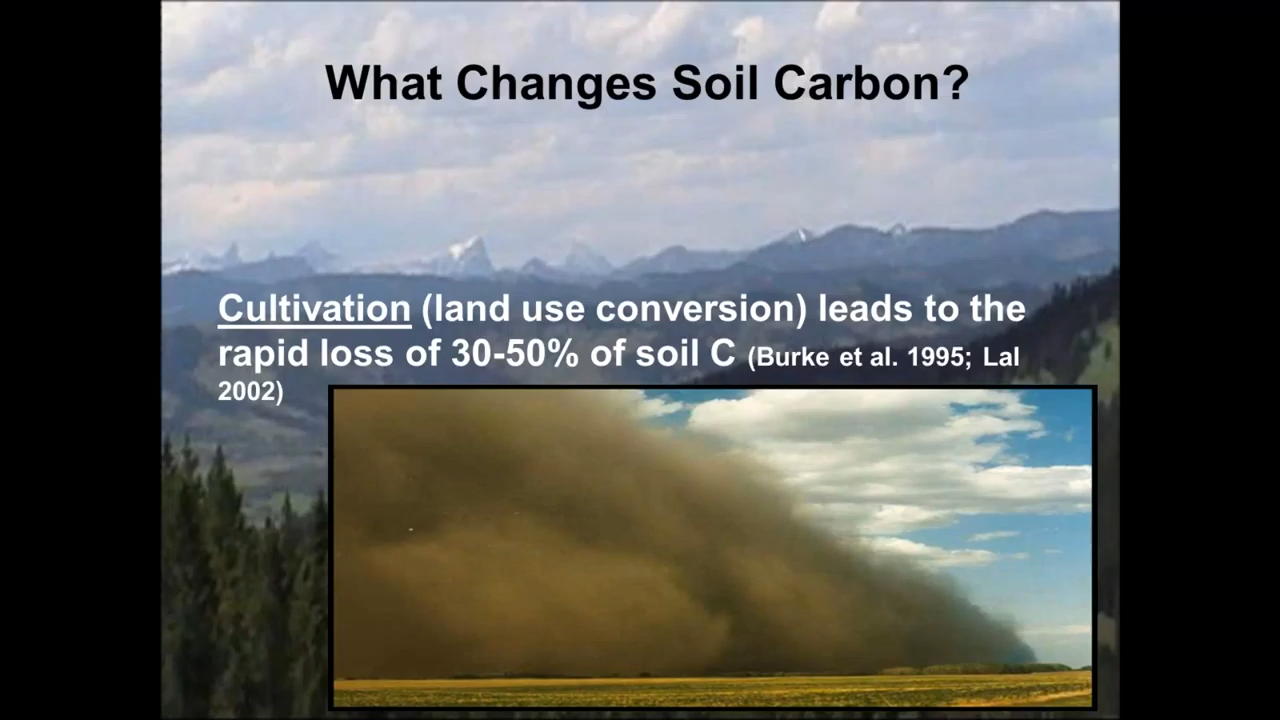 What Changes Soil Carbon?
Cultivation (land use conversion) leads to the
rapid loss of 30-50% of soil C (Burke et al. 1995; Lal
2002)